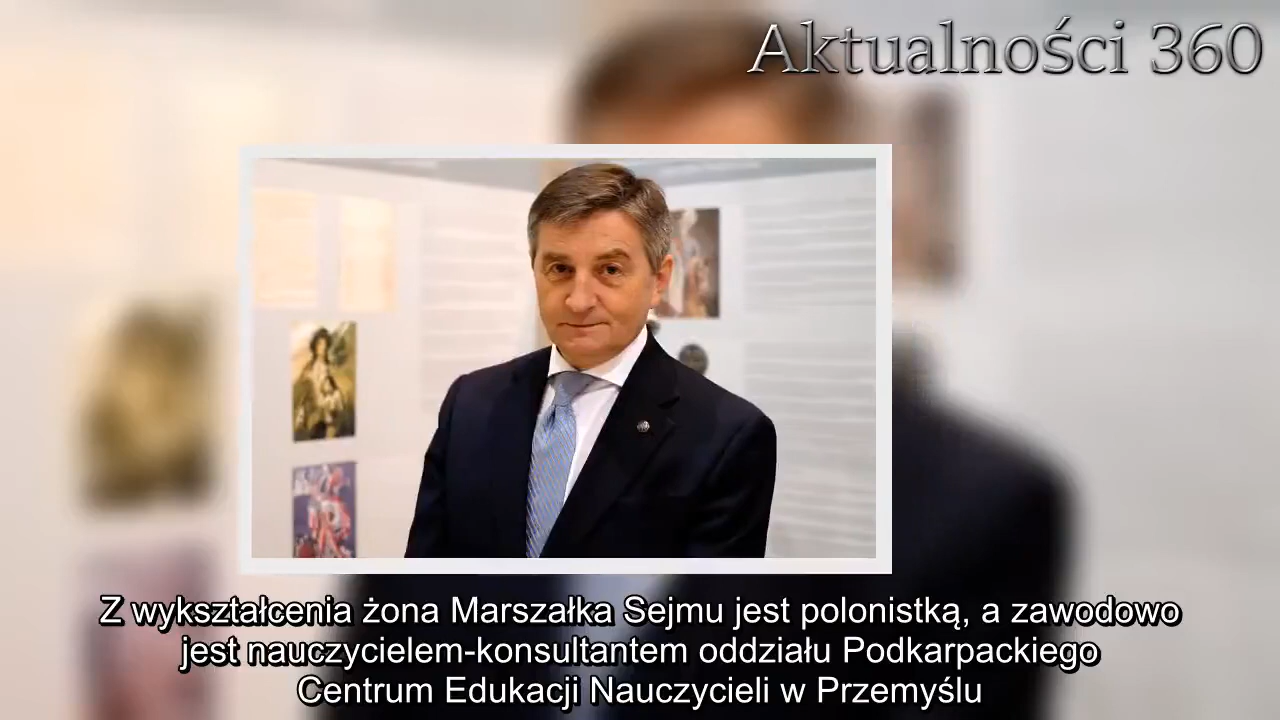 Aktualności 360
Z wykształcenia żona Marszałka Sejmu jest polonistką, a zawodowo
jest nauczycielem-konsultantem oddziału Podkarpackiego
Centrum Edukacji Nauczycieli w Przemyślu